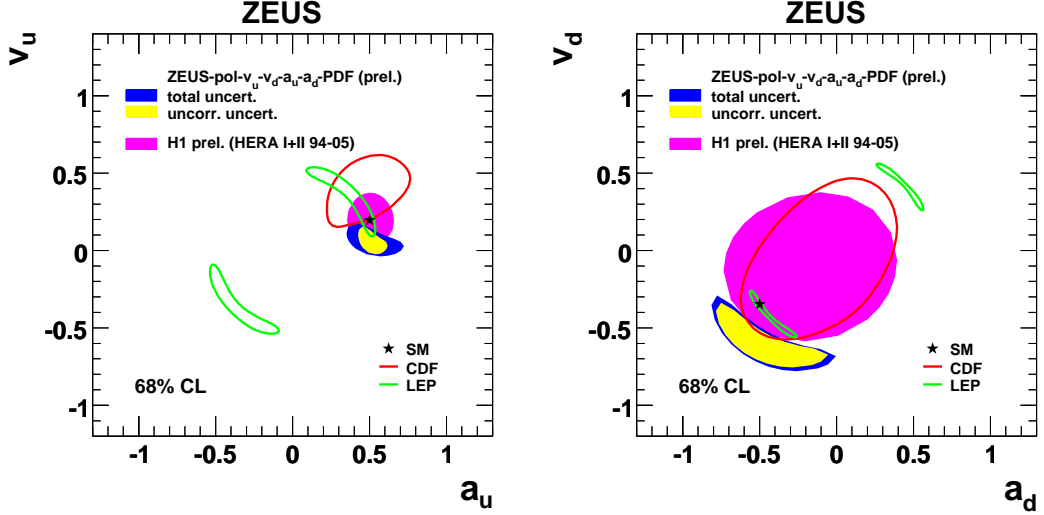 ZEUS
v_u
ZEUS-pol-v_u-v_d-a_u-a_d-PDF (prel.)
total uncert.
uncorr. uncert.
H1 prel. (HERA I+II 94-05)
1
0.5
0
-0.5
-1
SM
CDF
LEP
68% CL
-1 -0.5 0 0.5 1
a_u
ZEUS
v_d
ZEUS-pol-v_u-v_d-a_u-a_d-PDF (prel.)
total uncert.
uncorr. uncert.
H1 prel. (HERA I+II 94-05)
1
0.5
0
-0.5
-1
SM
CDF
LEP
68% CL
-1 -0.5 0 0.5 1
a_d